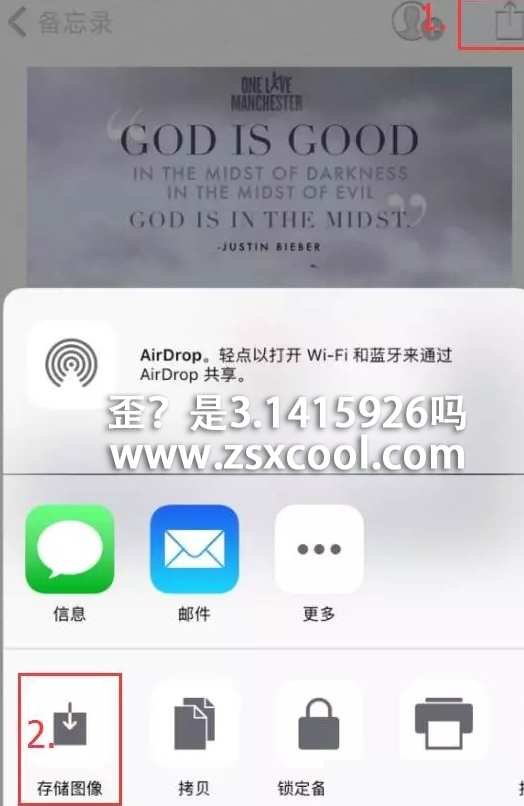 备忘录
1.
ONE LOVE
MANCHESTER
“GOD IS GOOD
IN THE MIDST OF DARKNESS
IN THE MIDST OF EVIL
GOD IS IN THE MIDST.”
-JUSTIN BIEBER
AirDrop。轻点以打开 Wi-Fi 和蓝牙来通过
AirDrop 共享。
歪？是3.1415926吗
www.zsxcool.com
信息
邮件
更多
2.
存储图像
拷贝
锁定备